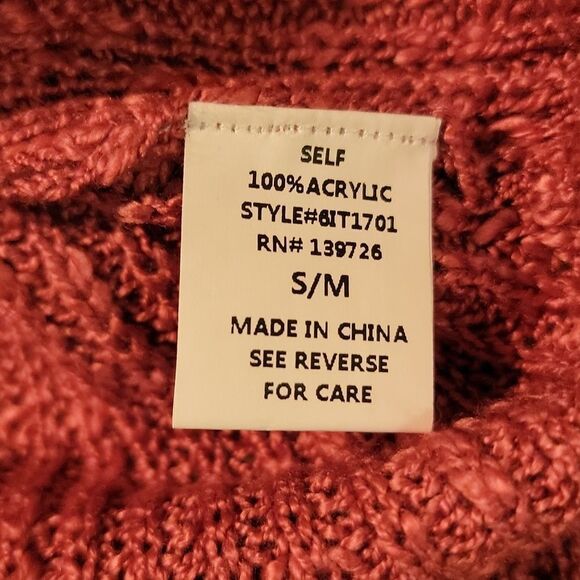 SELF
100%ACRYLIC
STYLE#6IT1701
RN# 139726
S/M
MADE IN CHINA
SEE REVERSE
FOR CARE